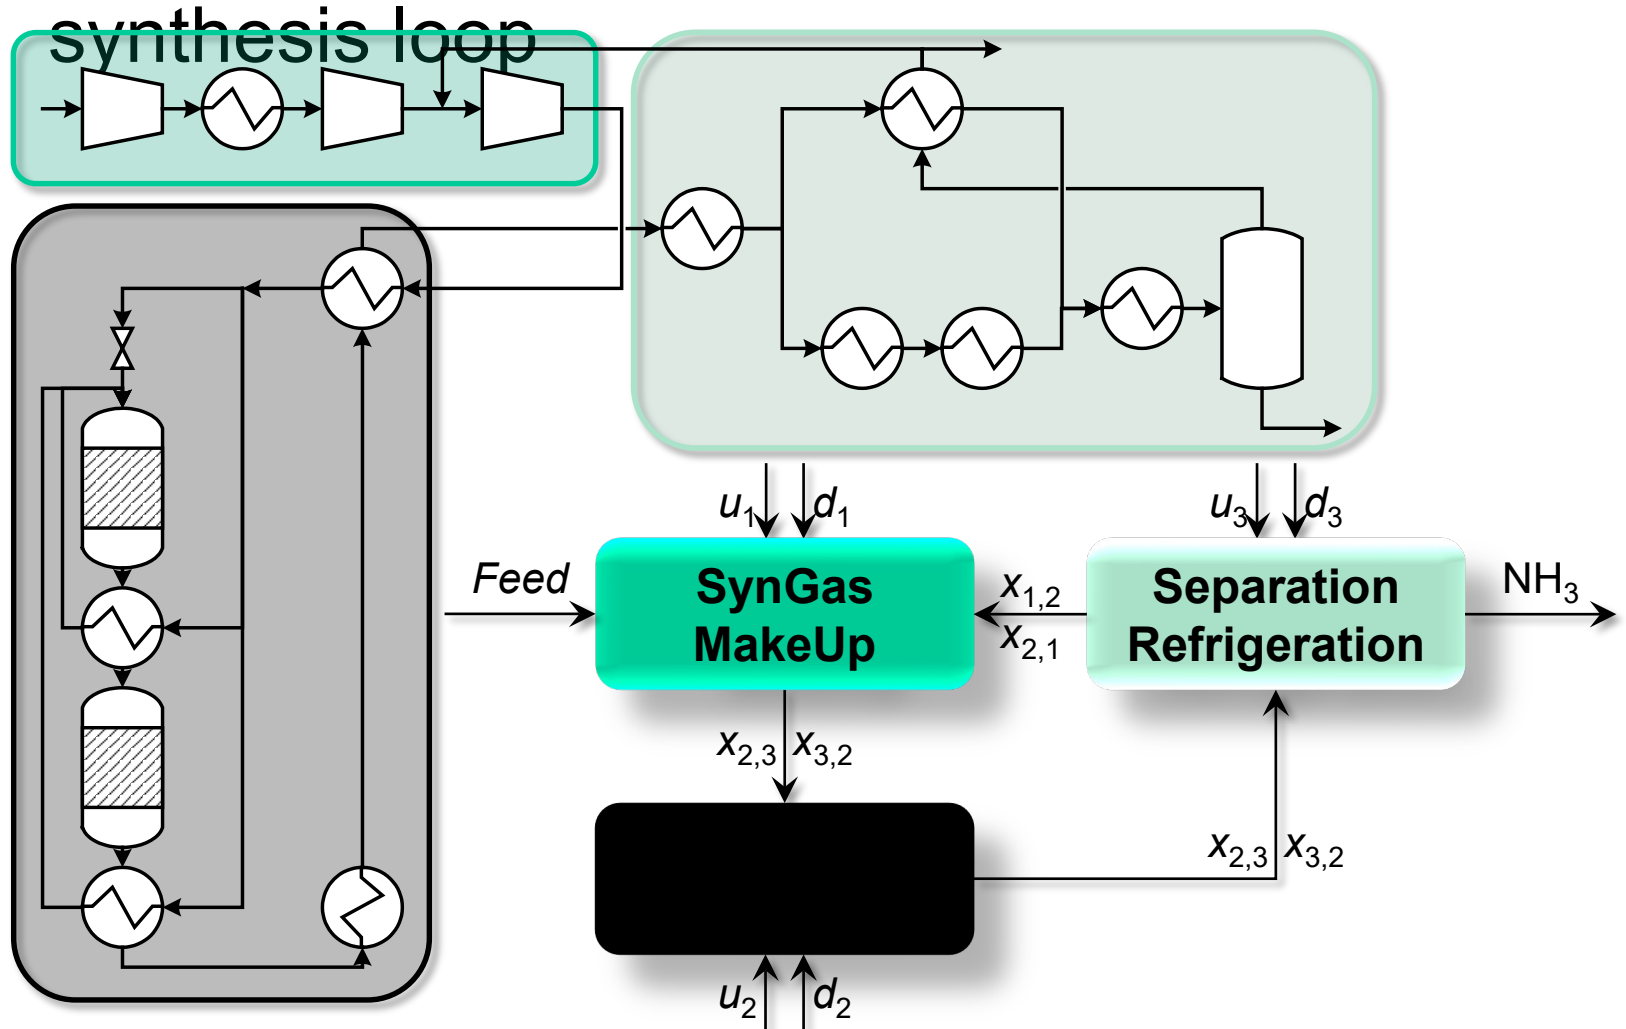 synthesis loop
u1 d1
u3 d3
Feed
SynGas
MakeUp
x1,2
x2,1
Separation
Refrigeration
NH3
x2,3 x3,2
x2,3 x3,2
u2 d2